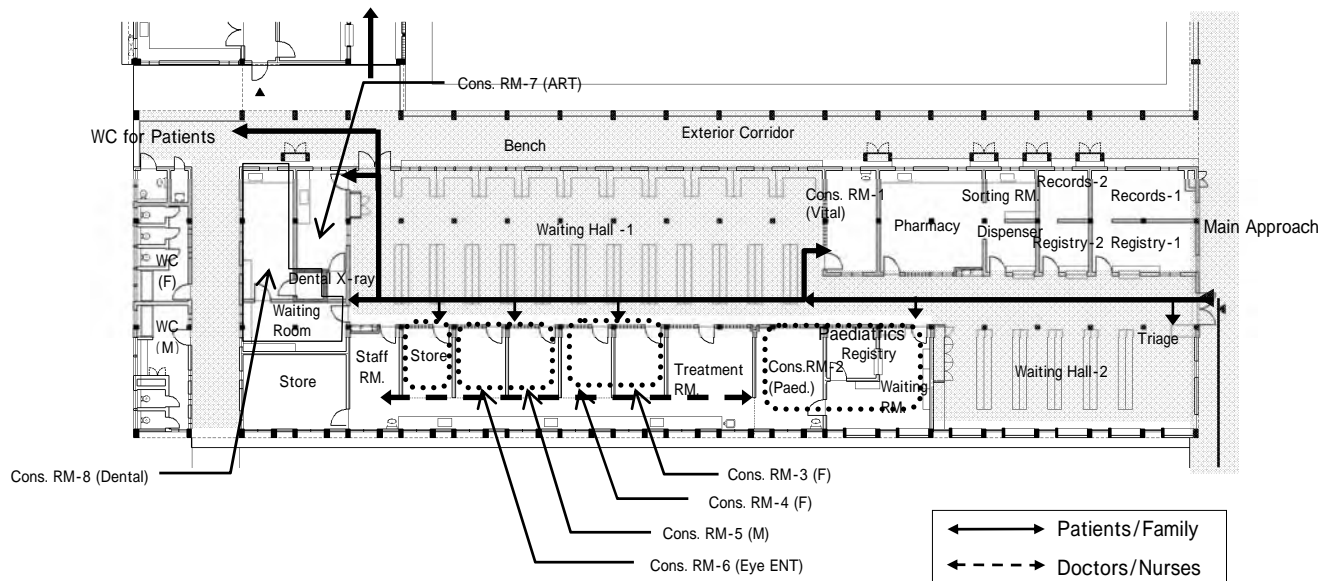 Cons. RM-7 (ART)
WC for Patients
Exterior Corridor
Bench
Cons. RM-1
(Vital)
Pharmacy
Sorting RM.
Dispenser
Records-2
Registry-2
Records-1
Registry-1
Main Approach
Waiting Hall -1
WC
(F)
WC
(M)
Dental X-ray
Waiting
Room
Store
Staff
RM.
Store
Treatment
RM.
Cons.RM-2
(Paed.)
Paediatrics
Registry
Waiting
RM.
Triage
Waiting Hall-2
Cons. RM-8 (Dental)
Cons. RM-3 (F)
Cons. RM-4 (F)
Cons. RM-5 (M)
Cons. RM-6 (Eye ENT)
Patients/Family
Doctors/Nurses